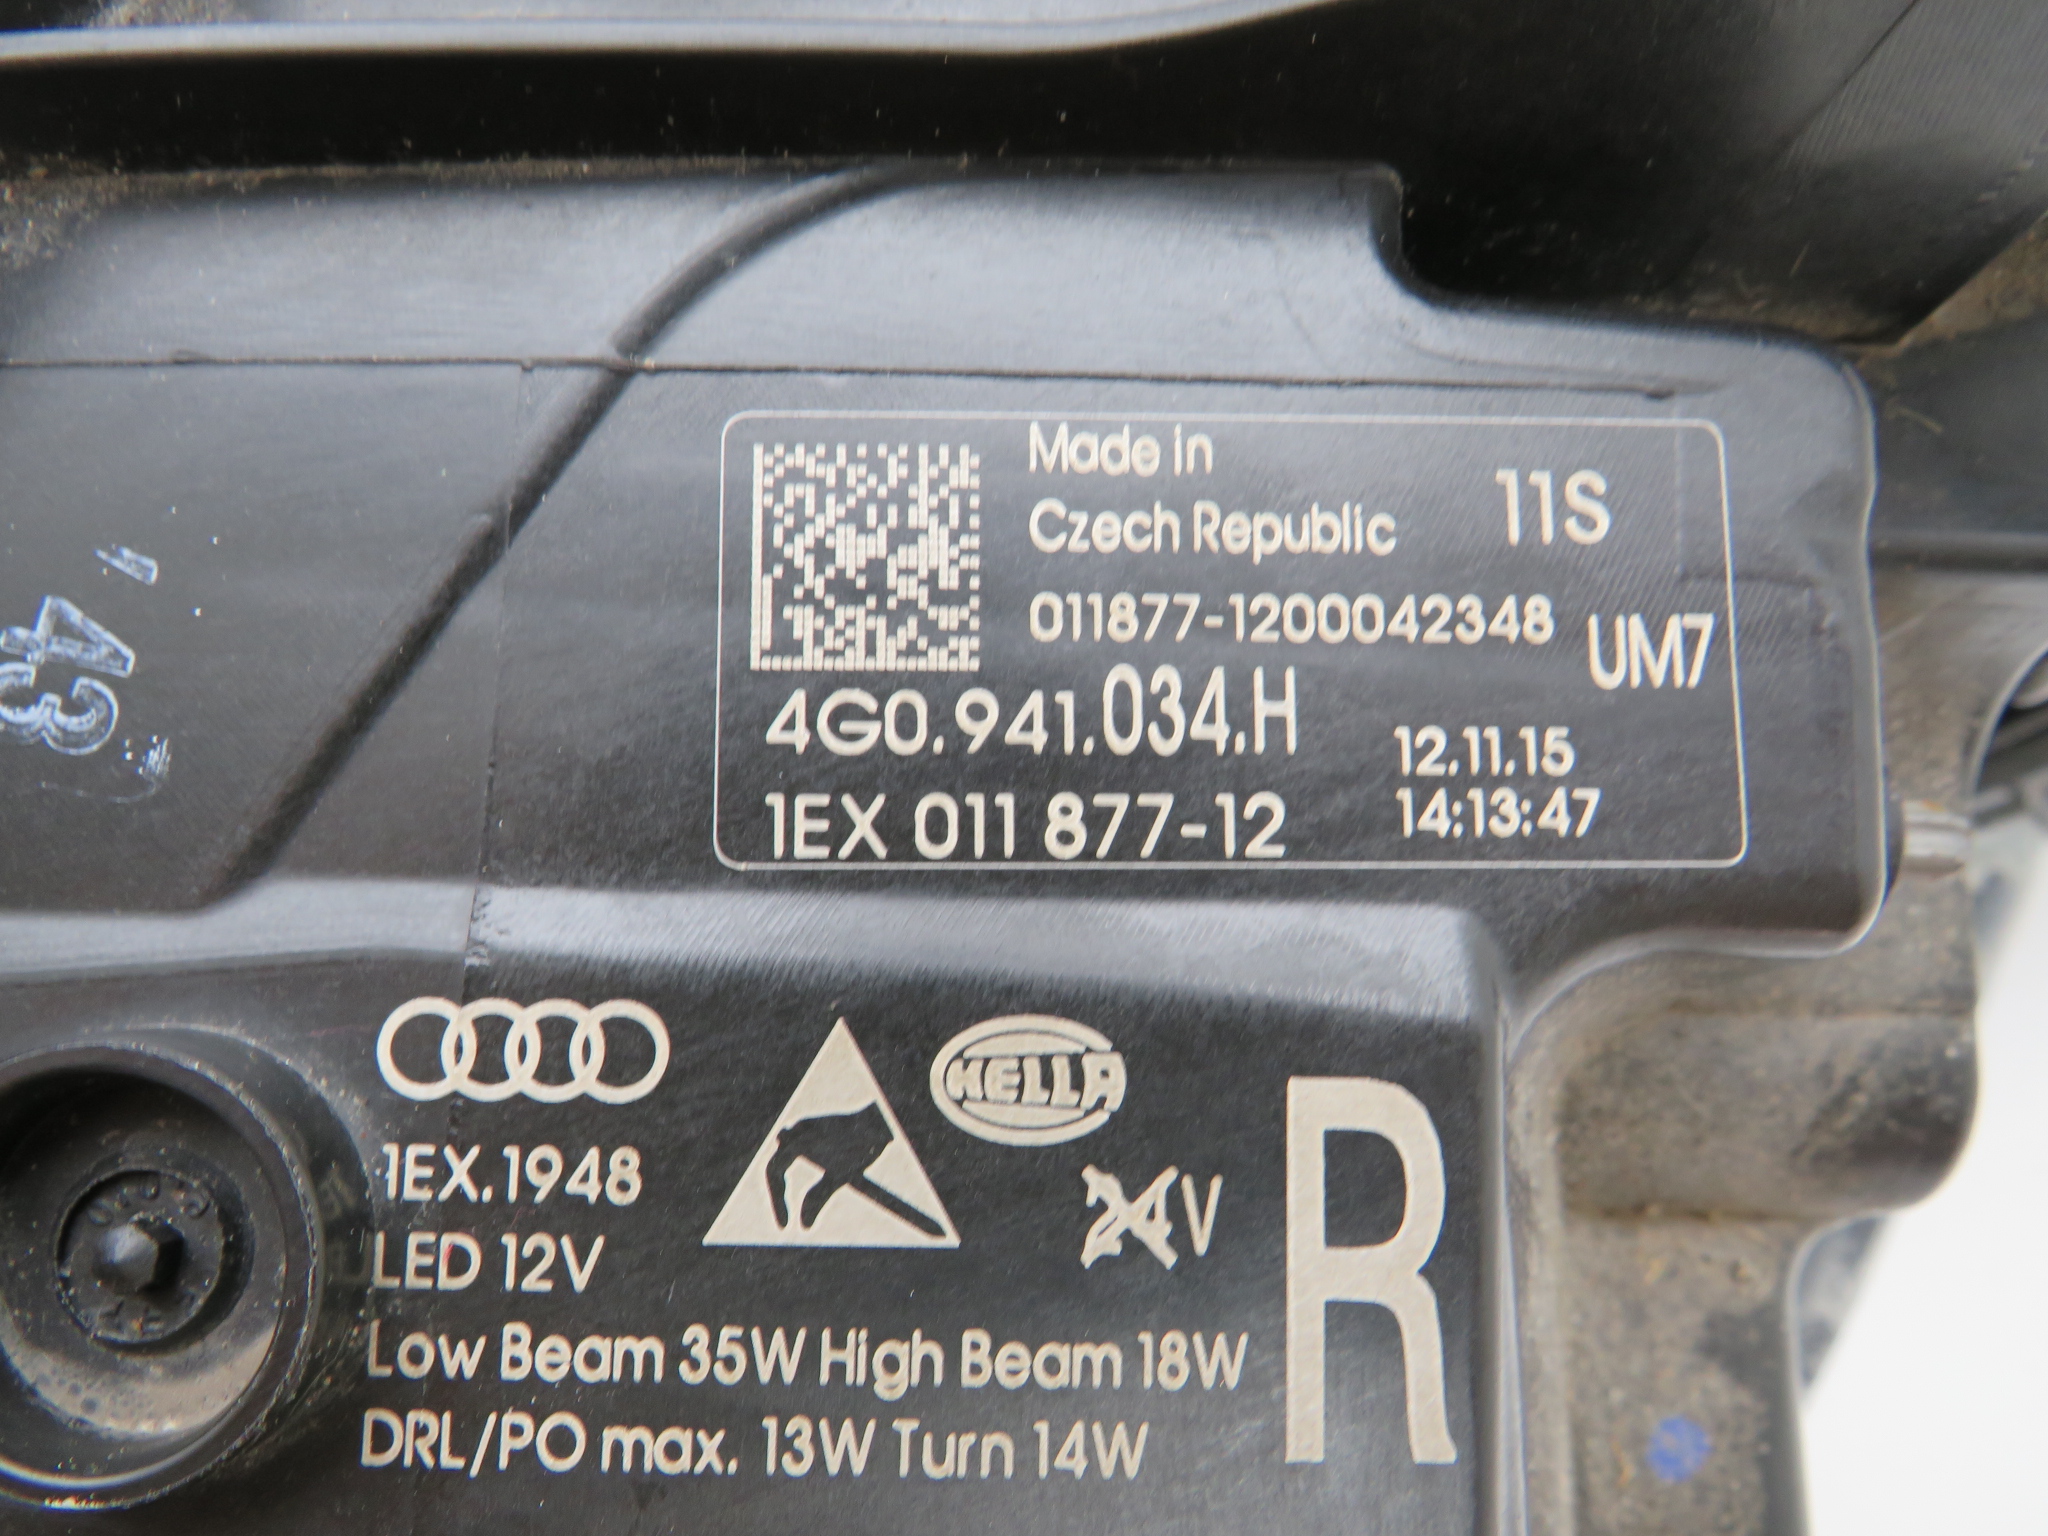 Made in
Czech Republic
11S
011877-1200042348
UM7
4G0.941.034.H
12.11.15
1EX 011 877-12
14:13:47
43
HELLA
1EX.1948
24V
R
LED 12V
Low Beam 35W High Beam 18W
DRL/PO max. 13W Turn 14W